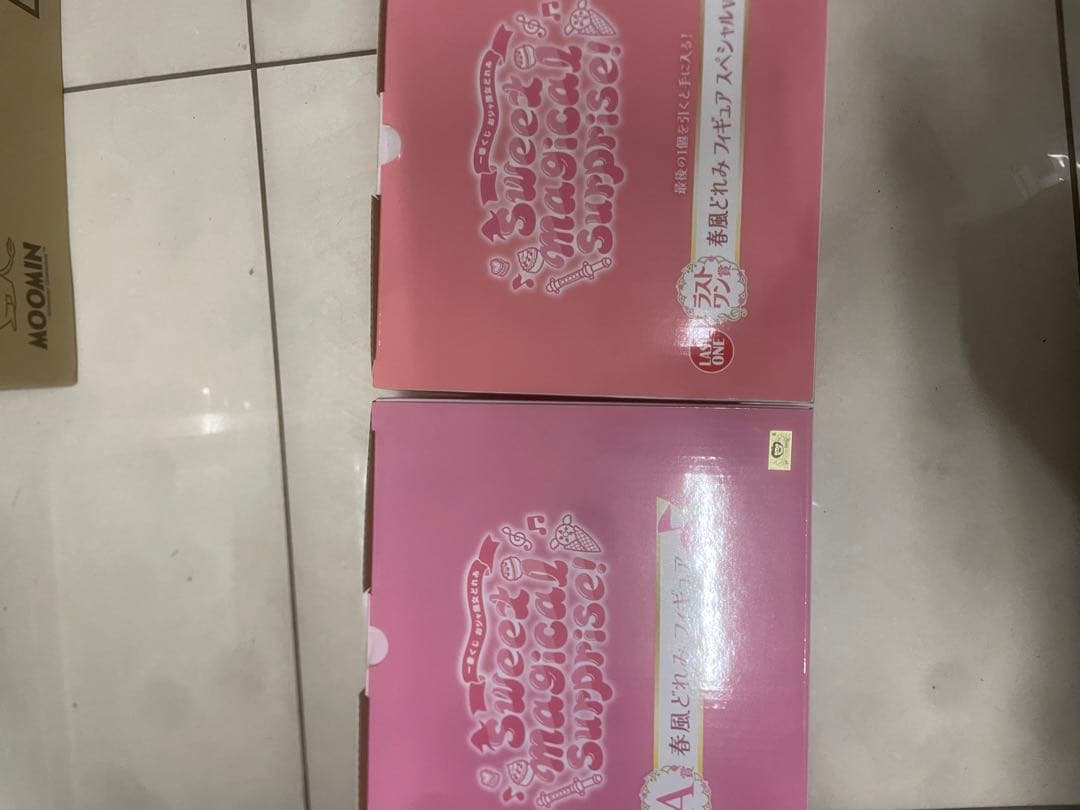 MOOMIN
一番くじ おジャ魔女どれみ
Sweet
magical
surprise!
最後の1個を引くと手に入る!
ラスト
ワン賞
LAST
ONE
春風どれみ フィギュア スペシャルv
一番くじ おジャ魔女どれみ
Sweet
magical
surprise!
A賞
春風どれみ フィギュア